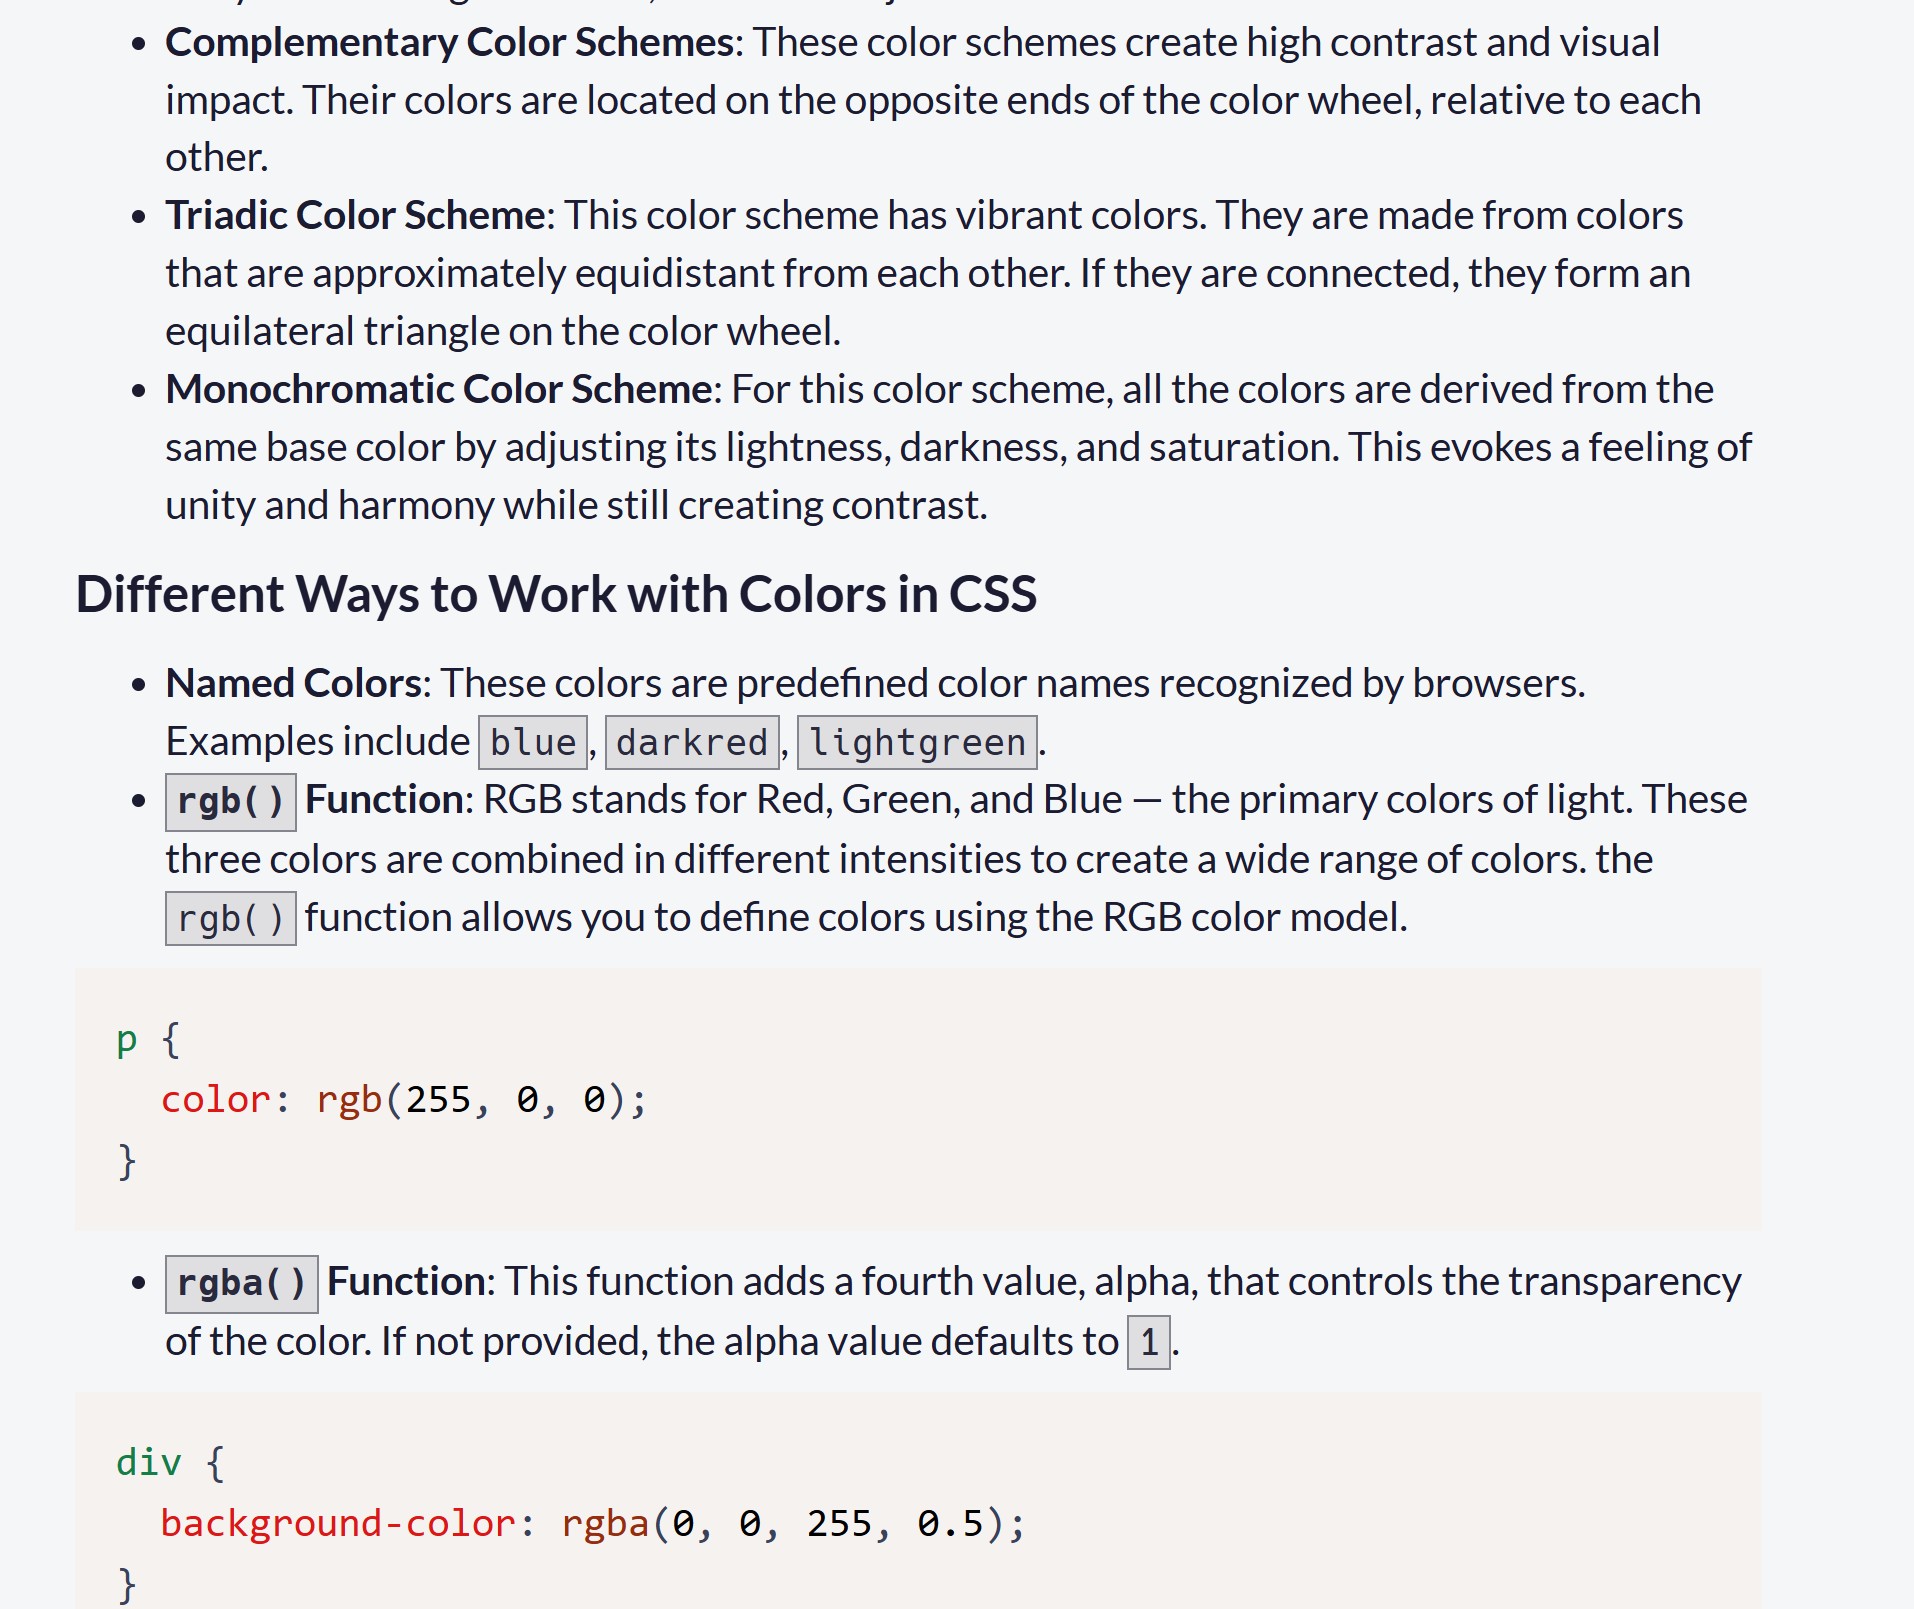 Complementary Color Schemes: These color schemes create high contrast and visual
impact. Their colors are located on the opposite ends of the color wheel, relative to each
other.
Triadic Color Scheme: This color scheme has vibrant colors. They are made from colors
that are approximately equidistant from each other. If they are connected, they form an
equilateral triangle on the color wheel.
Monochromatic Color Scheme: For this color scheme, all the colors are derived from the
same base color by adjusting its lightness, darkness, and saturation. This evokes a feeling of
unity and harmony while still creating contrast.
Different Ways to Work with Colors in CSS
Named Colors: These colors are predefined color names recognized by browsers.
Examples include blue, darkred, lightgreen.
rgb() Function: RGB stands for Red, Green, and Blue — the primary colors of light. These
three colors are combined in different intensities to create a wide range of colors. the
rgb() function allows you to define colors using the RGB color model.
p {
  color: rgb(255, 0, 0);
}
rgba() Function: This function adds a fourth value, alpha, that controls the transparency
of the color. If not provided, the alpha value defaults to 1.
div {
  background-color: rgba(0, 0, 255, 0.5);
}